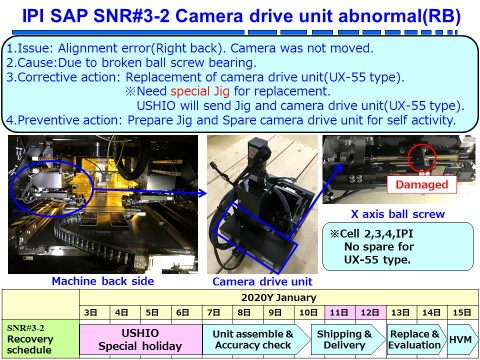 IPI SAP SNR#3-2 Camera drive unit abnormal(RB)
1.Issue: Alignment error(Right back). Camera was not moved.
2.Cause:Due to broken ball screw bearing.
3.Corrective action: Replacement of camera drive unit(UX-55 type).
※Need special Jig for replacement.
USHIO will send Jig and camera drive unit(UX-55 type).
4.Preventive action: Prepare Jig and Spare camera drive unit for self activity.
Damaged
X axis ball screw
※Cell 2,3,4,IPI
No spare for
UX-55 type.
Machine back side
Camera drive unit
2020Y January
3日 4日 5日 6日 7日 8日 9日 10日 11日 12日 13日 14日 15日
SNR#3-2
Recovery
schedule
USHIO
Special holiday
Unit assemble &
Accuracy check
Shipping &
Delivery
Replace &
Evaluation
HVM